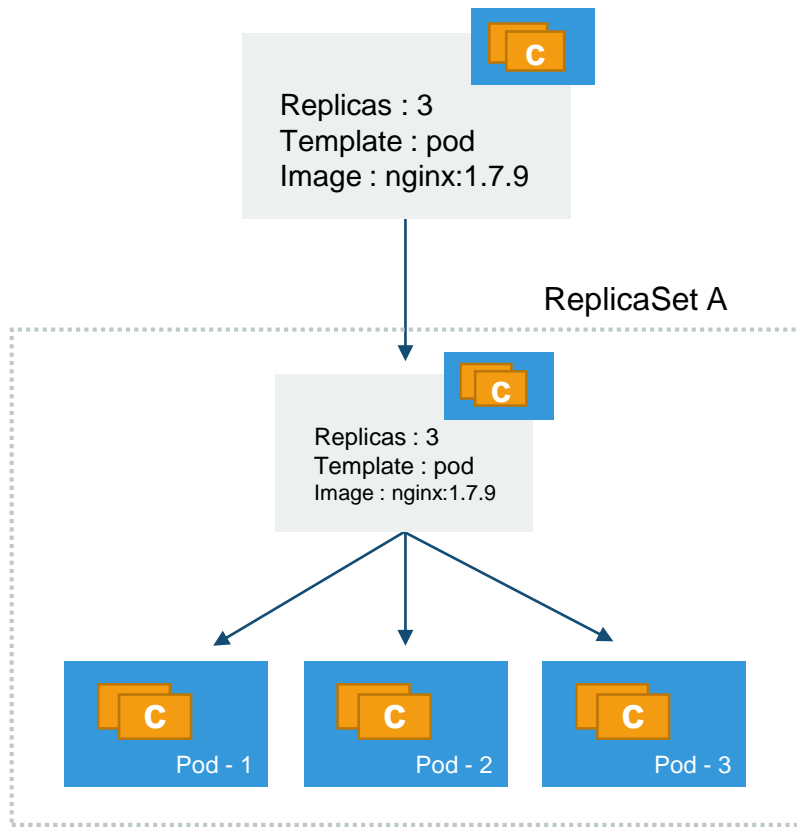 C
Replicas : 3
Template : pod
Image : nginx:1.7.9
ReplicaSet A
C
Replicas : 3
Template : pod
Image : nginx:1.7.9
C
Pod - 1
C
Pod - 2
C
Pod - 3